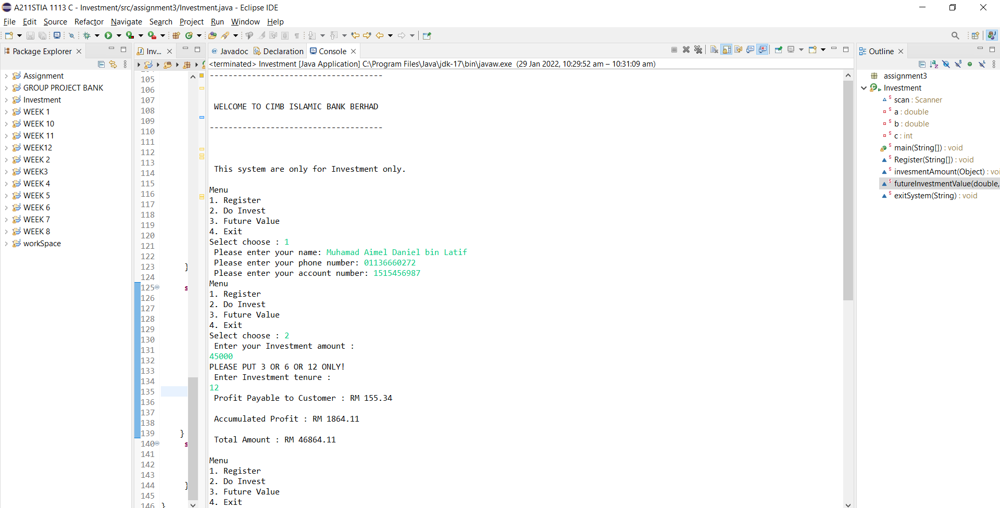 A211STIA 1113 C - Investment/src/assignment3/Investment.java - Eclipse IDE
File Edit Source Refactor Navigate Search Project Run Window Help
Package Explorer
Assignment
GROUP PROJECT BANK
Investment
WEEK 1
WEEK 10
WEEK 11
WEEK12
WEEK 2
WEEK3
WEEK 4
WEEK 5
WEEK 6
WEEK 7
WEEK 8
workSpace
Inv...
105
106
107
108
109
110
111
112
113
114
115
116
117
118
119
120
121
122
123 }
124
125 s
126
127
128
129
130
131
132
133
134
135
136
137
138
139 }
140 s
141
142
143
144 }
145
146 }
@ Javadoc Declaration Console
<terminated> Investment [Java Application] C:\Program Files\Java\jdk-17\bin\javaw.exe (29 Jan 2022, 10:29:52 am – 10:31:09 am)
-------------------------------------
WELCOME TO CIMB ISLAMIC BANK BERHAD
-------------------------------------
This system are only for Investment only.
Menu
1. Register
2. Do Invest
3. Future Value
4. Exit
Select choose : 1
Please enter your name: Muhamad Aimel Daniel bin Latif
Please enter your phone number: 01136660272
Please enter your account number: 1515456987
Menu
1. Register
2. Do Invest
3. Future Value
4. Exit
Select choose : 2
Enter your Investment amount :
45000
PLEASE PUT 3 OR 6 OR 12 ONLY!
Enter Investment tenure :
12
Profit Payable to Customer : RM 155.34
Accumulated Profit : RM 1864.11
Total Amount : RM 46864.11
Menu
1. Register
2. Do Invest
3. Future Value
4. Exit
Outline
assignment3
Investment
scan : Scanner
a : double
b : double
c : int
main(String[]) : void
Register(String[]) : void
invesmentAmount(Object) : voi
futureInvestmentValue(double,
exitSystem(String) : void